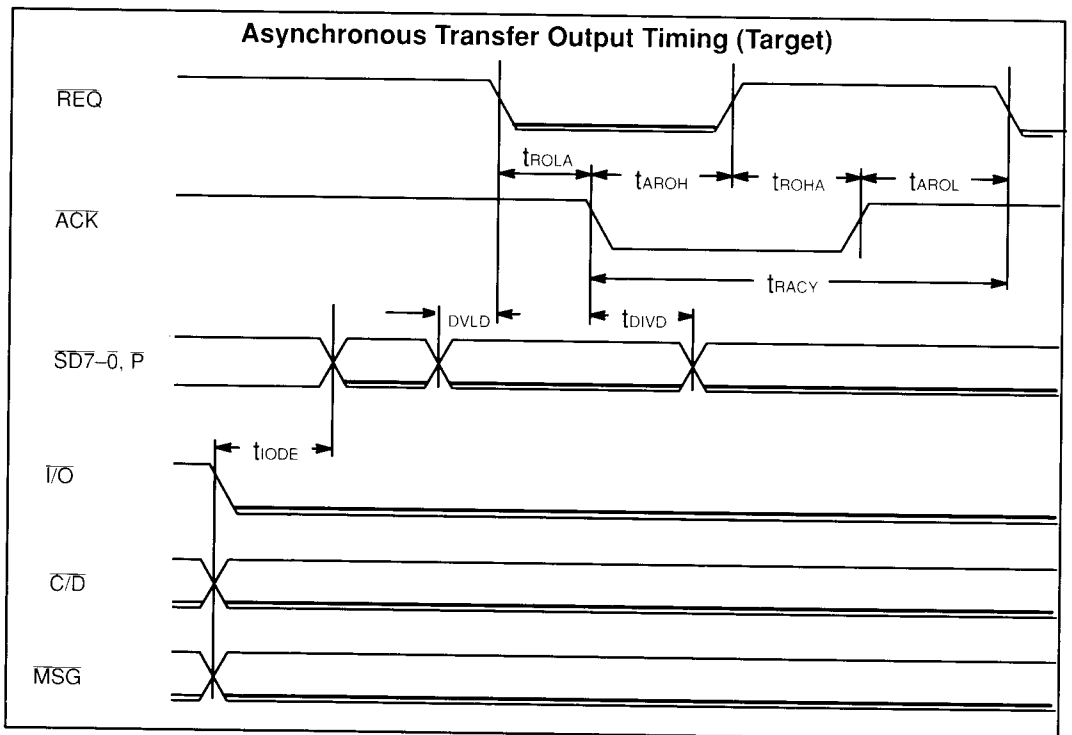 Asynchronous Transfer Output Timing (Target)
REQ
tROLA
tAROH
tROHA
tAROL
ACK
tRACY
DVLD
tDIVD
SD7–0, P
tIODE
I/O
C/D
MSG